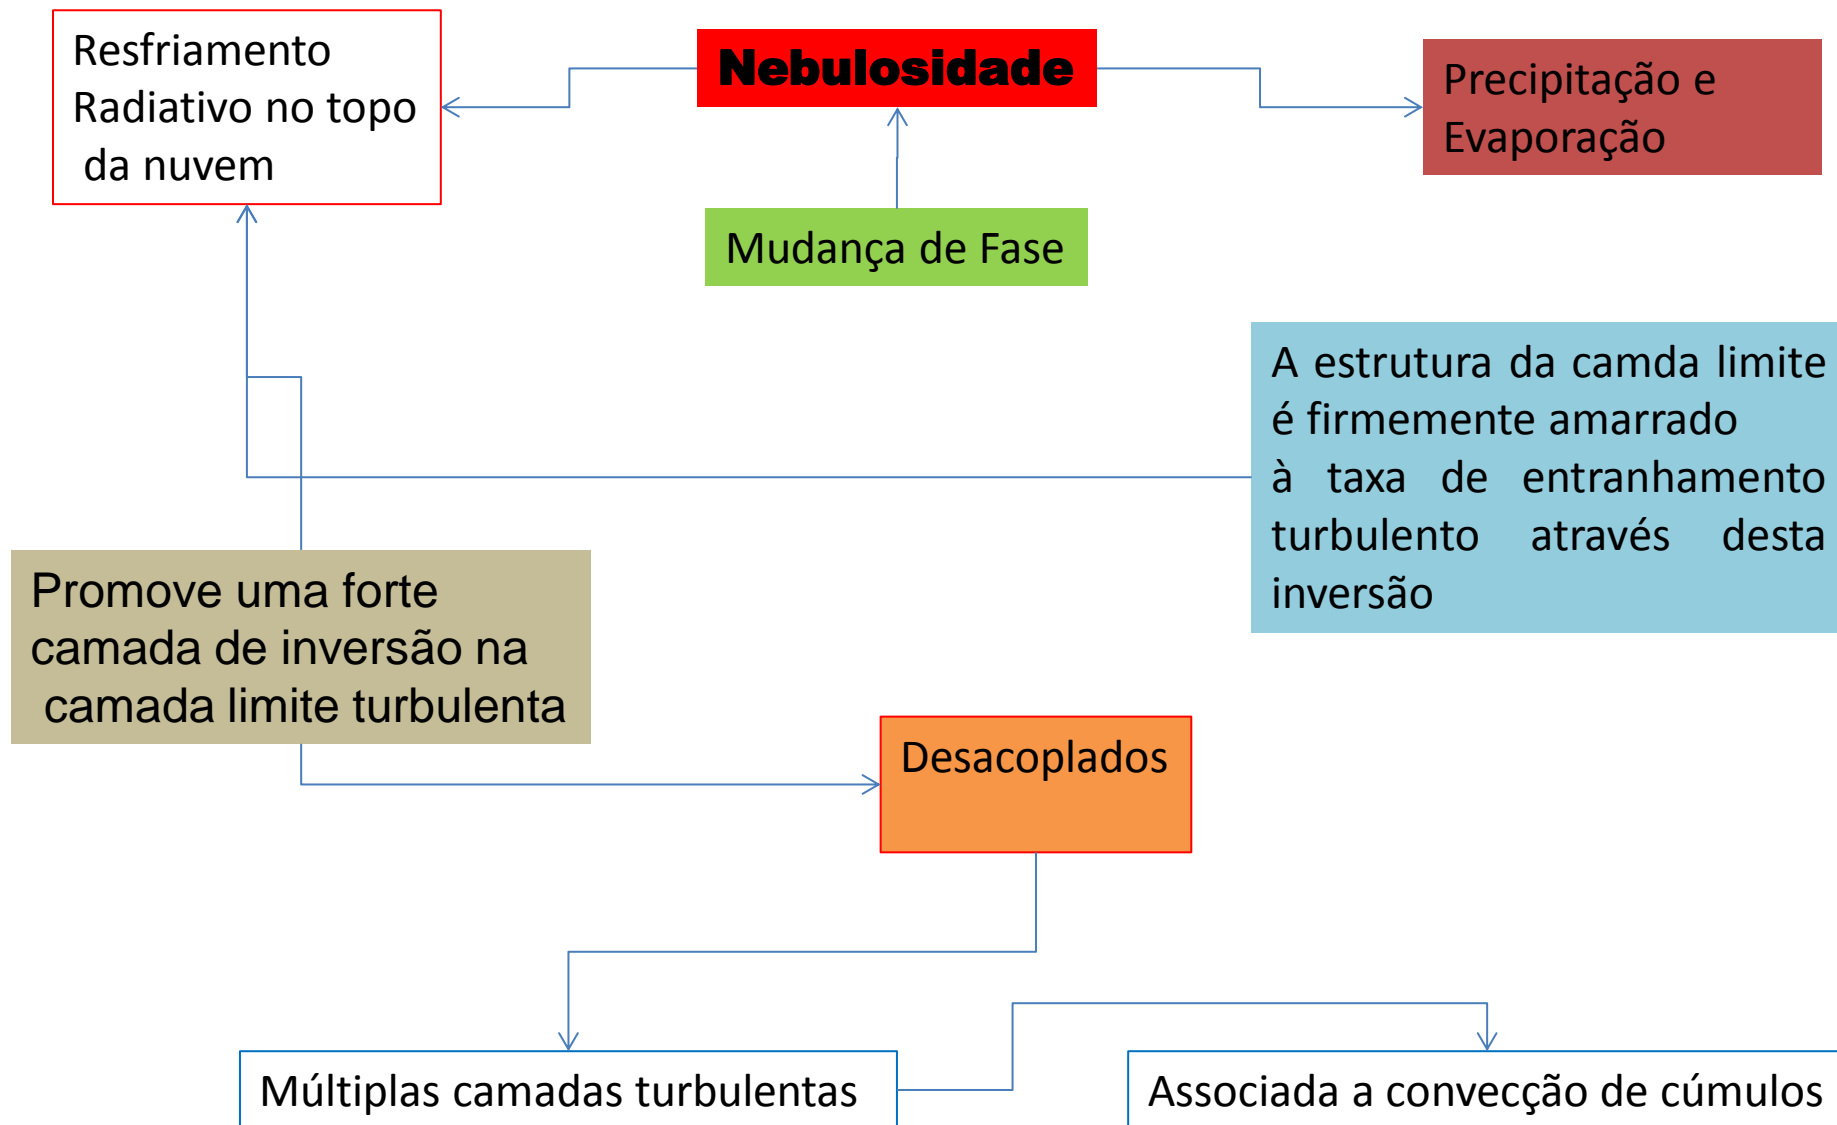 Resfriamento
Radiativo no topo
da nuvem
Nebulosidade
Precipitação e
Evaporação
Mudança de Fase
A estrutura da camda limite
é firmemente amarrado
à taxa de entranhamento
turbulento através desta
inversão
Promove uma forte
camada de inversão na
camada limite turbulenta
Desacoplados
Múltiplas camadas turbulentas
Associada a convecção de cúmulos